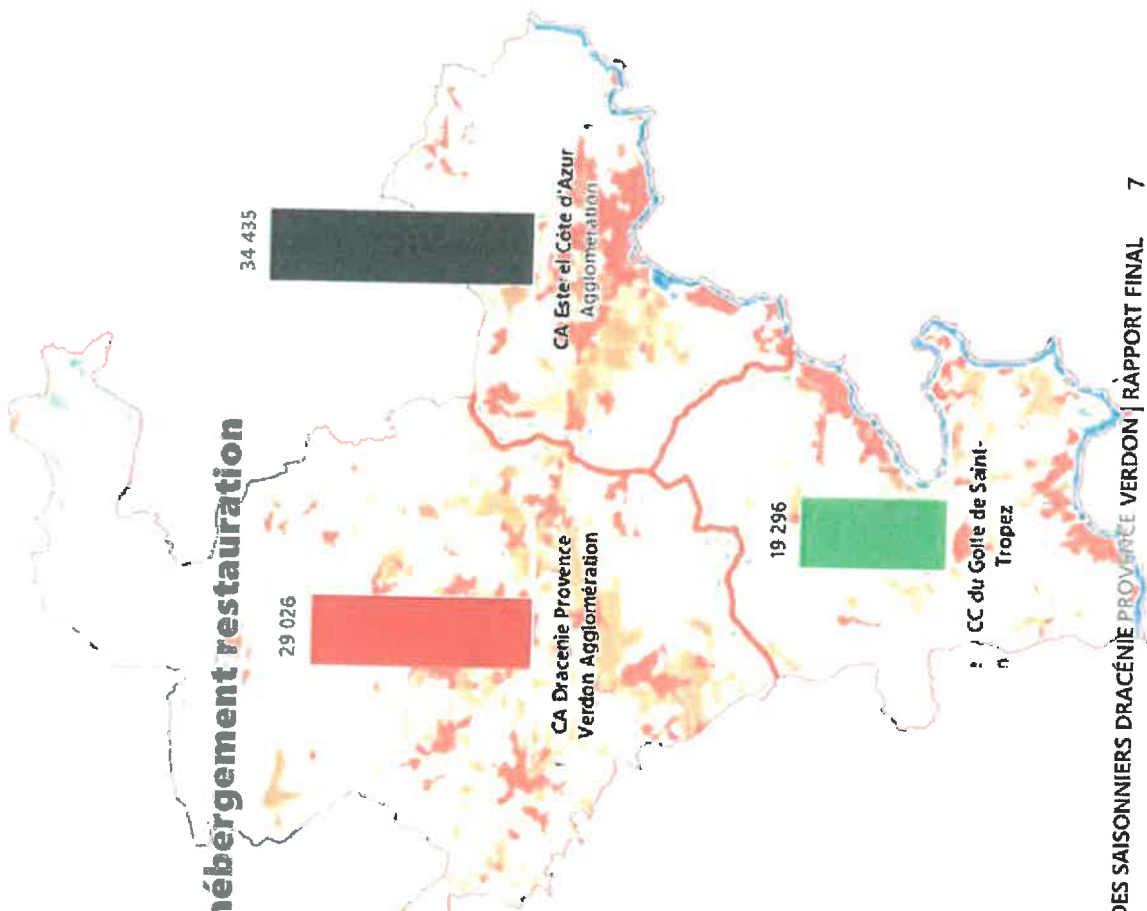 hébergement restauration
34 435
29 026
CA Esterel Côte d'Azur
Agglomération
CA Dracenie Provence
Verdon Agglomération
19 296
CC du Golfe de Saint-
Tropez
DES SAISONNIERS DRACÉNIE PROVENCE VERDON | RAPPORT FINAL 7